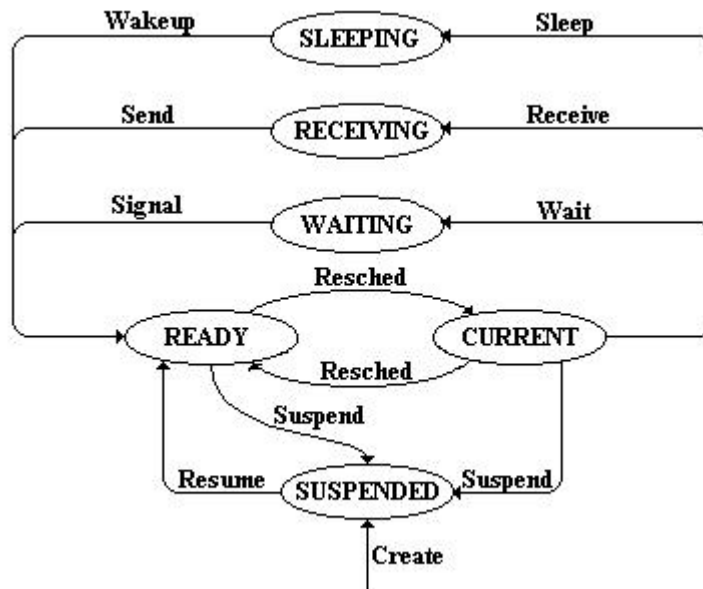 Wakeup
SLEEPING
Sleep
Send
RECEIVING
Receive
Signal
WAITING
Wait
Resched
READY
CURRENT
Resched
Suspend
Resume
SUSPENDED
Suspend
Create